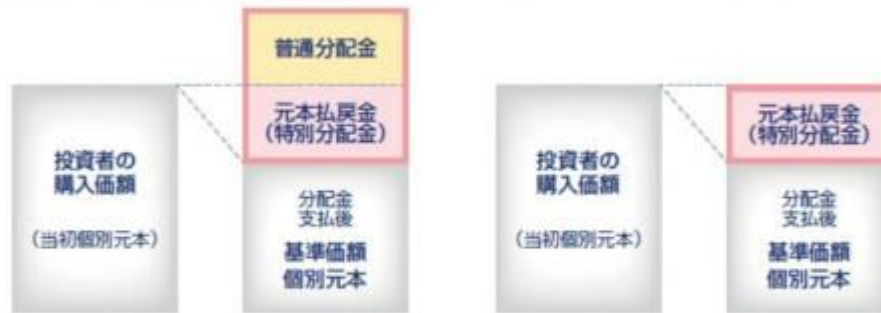 普通分配金
元本払戻金
(特別分配金)
投資者の
購入価額
(当初個別元本)
分配金
支払後
基準価額
個別元本
元本払戻金
(特別分配金)
投資者の
購入価額
(当初個別元本)
分配金
支払後
基準価額
個別元本